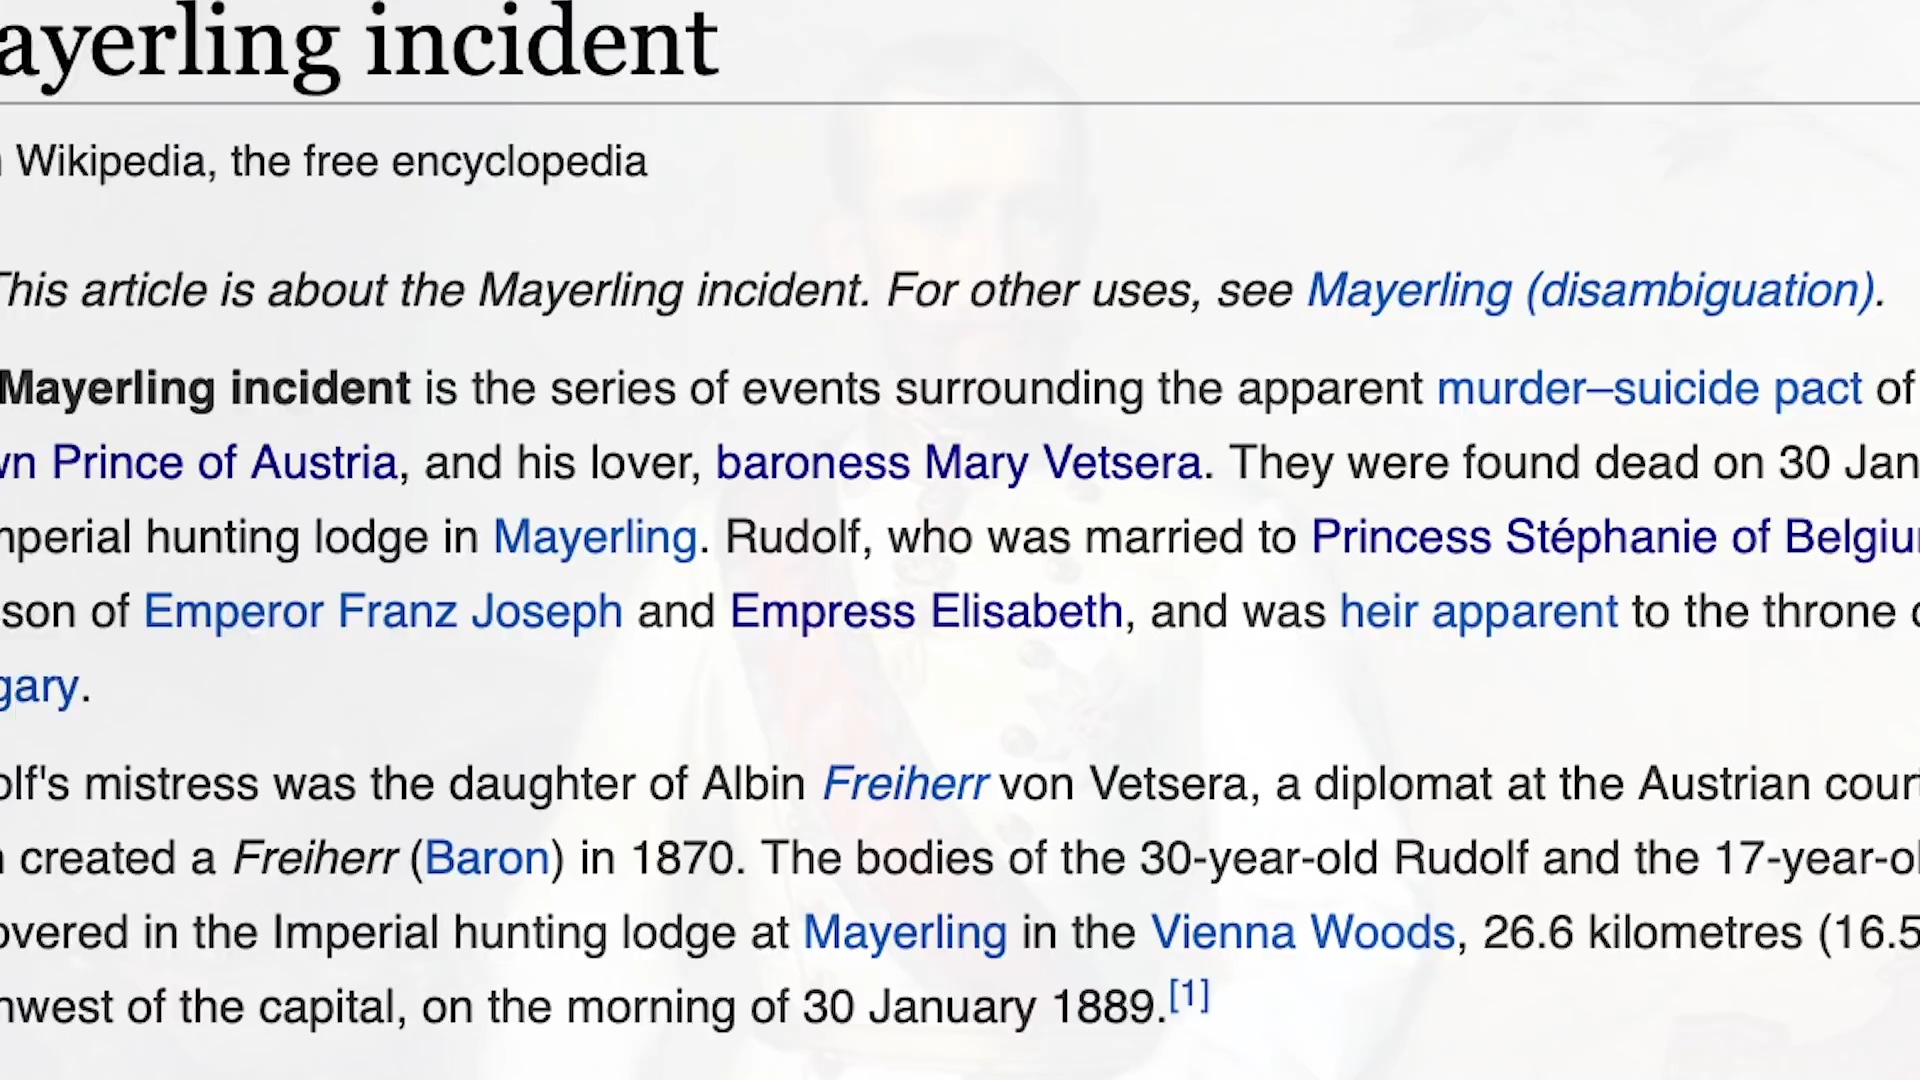 ayerling incident
Wikipedia, the free encyclopedia
This article is about the Mayerling incident. For other uses, see Mayerling (disambiguation).
Mayerling incident is the series of events surrounding the apparent murder–suicide pact of
wn Prince of Austria, and his lover, baroness Mary Vetsera. They were found dead on 30 Jan
mperial hunting lodge in Mayerling. Rudolf, who was married to Princess Stéphanie of Belgiu
son of Emperor Franz Joseph and Empress Elisabeth, and was heir apparent to the throne o
gary.
olf's mistress was the daughter of Albin Freiherr von Vetsera, a diplomat at the Austrian cour
created a Freiherr (Baron) in 1870. The bodies of the 30-year-old Rudolf and the 17-year-ol
overed in the Imperial hunting lodge at Mayerling in the Vienna Woods, 26.6 kilometres (16.5
hwest of the capital, on the morning of 30 January 1889.[1]